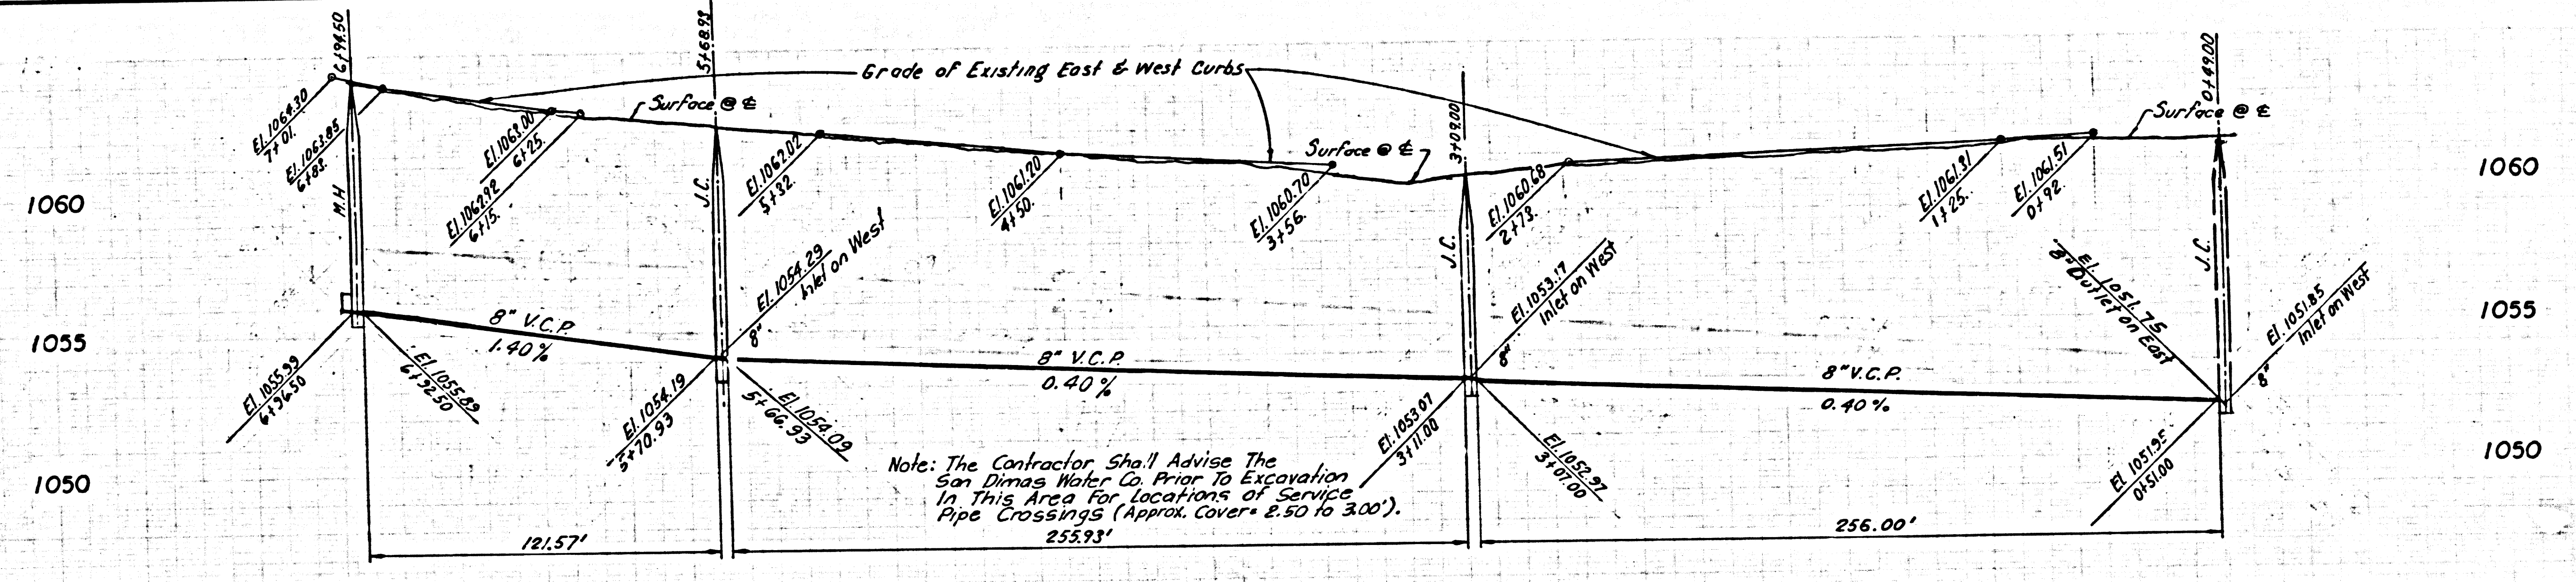 6+94.50
5+68.93
3+09.00
0+49.00
Grade of Existing East & West Curbs
Surface @ ℄
Surface @ ℄
Surface @ ℄
El. 1064.30
7+01.
El. 1063.85
6+83.
El. 1063.00
6+25.
El. 1062.92
6+15.
El. 1062.02
5+32.
El. 1061.20
4+50.
El. 1060.70
3+56.
El. 1060.68
2+73.
El. 1061.31
1+25.
El. 1061.51
0+92.
M.H
J.C.
J.C.
J.C.
1060
1060
1055
1055
1050
1050
El. 1054.29
Inlet on West
8"
El. 1053.17
Inlet on West
8"
El. 1051.75
8" Outlet on East
El. 1051.85
Inlet on West
8"
8" V.C.P.
1.40%
8" V.C.P.
0.40%
8" V.C.P.
0.40%
El. 1055.99
6+96.50
El. 1055.89
6+92.50
El. 1054.19
5+70.93
El. 1054.09
5+66.93
El. 1053.07
3+11.00
El. 1052.97
3+07.00
El. 1051.95
0+51.00
Note: The Contractor Shall Advise The
San Dimas Water Co. Prior To Excavation
In This Area For Locations of Service
Pipe Crossings (Approx. Cover= 2.50 to 3.00').
121.57'
255.93'
256.00'